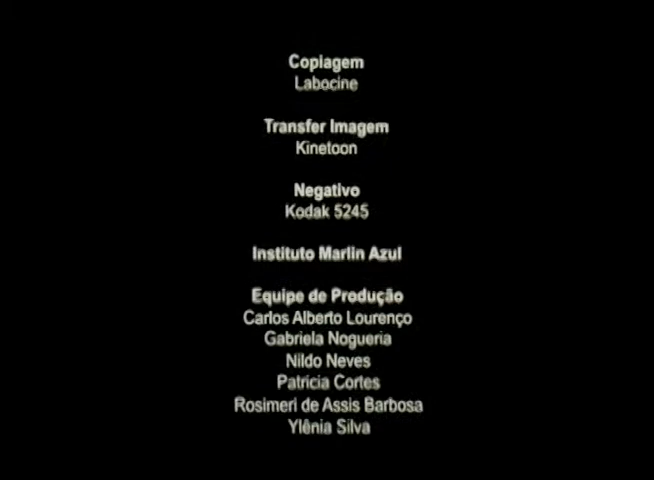 Copiagem
Labocine
Transfer Imagem
Kinetoon
Negativo
Kodak 5245
Instituto Marlin Azul
Equipe de Produção
Carlos Alberto Lourenço
Gabriela Nogueria
Nildo Neves
Patricia Cortes
Rosimeri de Assis Barbosa
Ylênia Silva